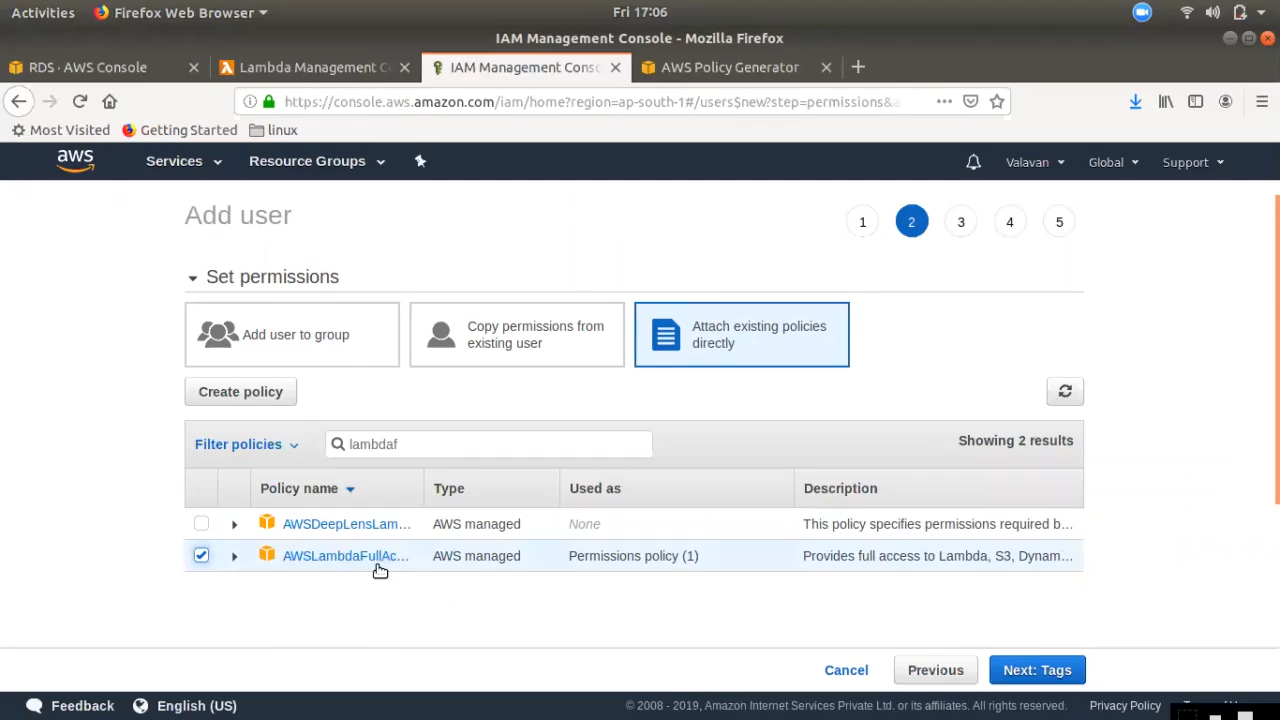 Activities Firefox Web Browser Fri 17:06
IAM Management Console - Mozilla Firefox
RDS · AWS Console Lambda Management C IAM Management Consc AWS Policy Generator
https://console.aws.amazon.com/iam/home?region=ap-south-1#/users$new?step=permissions&a
Most Visited Getting Started linux
aws Services Resource Groups Valavan Global Support
Add user 1 2 3 4 5
Set permissions
Add user to group
Copy permissions from
existing user
Attach existing policies
directly
Create policy
Filter policies lambdaf Showing 2 results
Policy name Type Used as Description
AWSDeepLensLam... AWS managed None This policy specifies permissions required b...
AWSLambdaFullAc... AWS managed Permissions policy (1) Provides full access to Lambda, S3, Dynam...
Cancel Previous Next: Tags
Feedback English (US) © 2008 - 2019, Amazon Internet Services Private Ltd. or its affiliates. All rights reserved. Privacy Policy